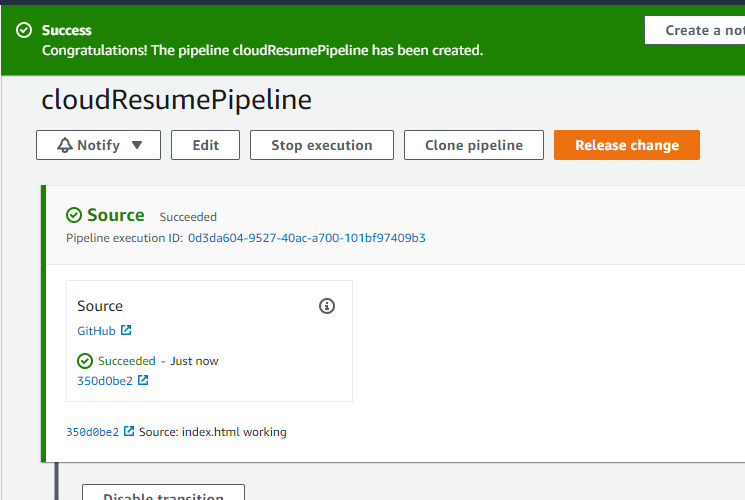 Success
Congratulations! The pipeline cloudResumePipeline has been created.
Create a not
cloudResumePipeline
Notify
Edit
Stop execution
Clone pipeline
Release change
Source Succeeded
Pipeline execution ID: 0d3da604-9527-40ac-a700-101bf97409b3
Source
GitHub
Succeeded - Just now
350d0be2
350d0be2 Source: index.html working
Disable transition